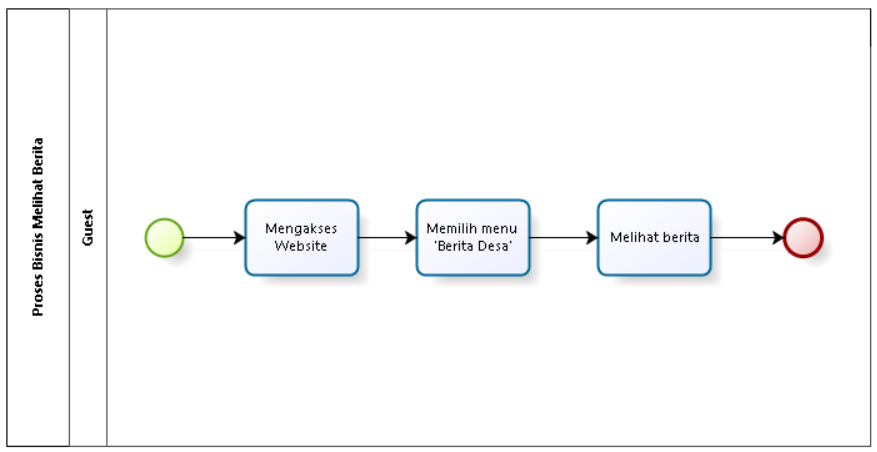 Proses Bisnis Melihat Berita
Guest
Mengakses
Website
Memilih menu
'Berita Desa'
Melihat berita